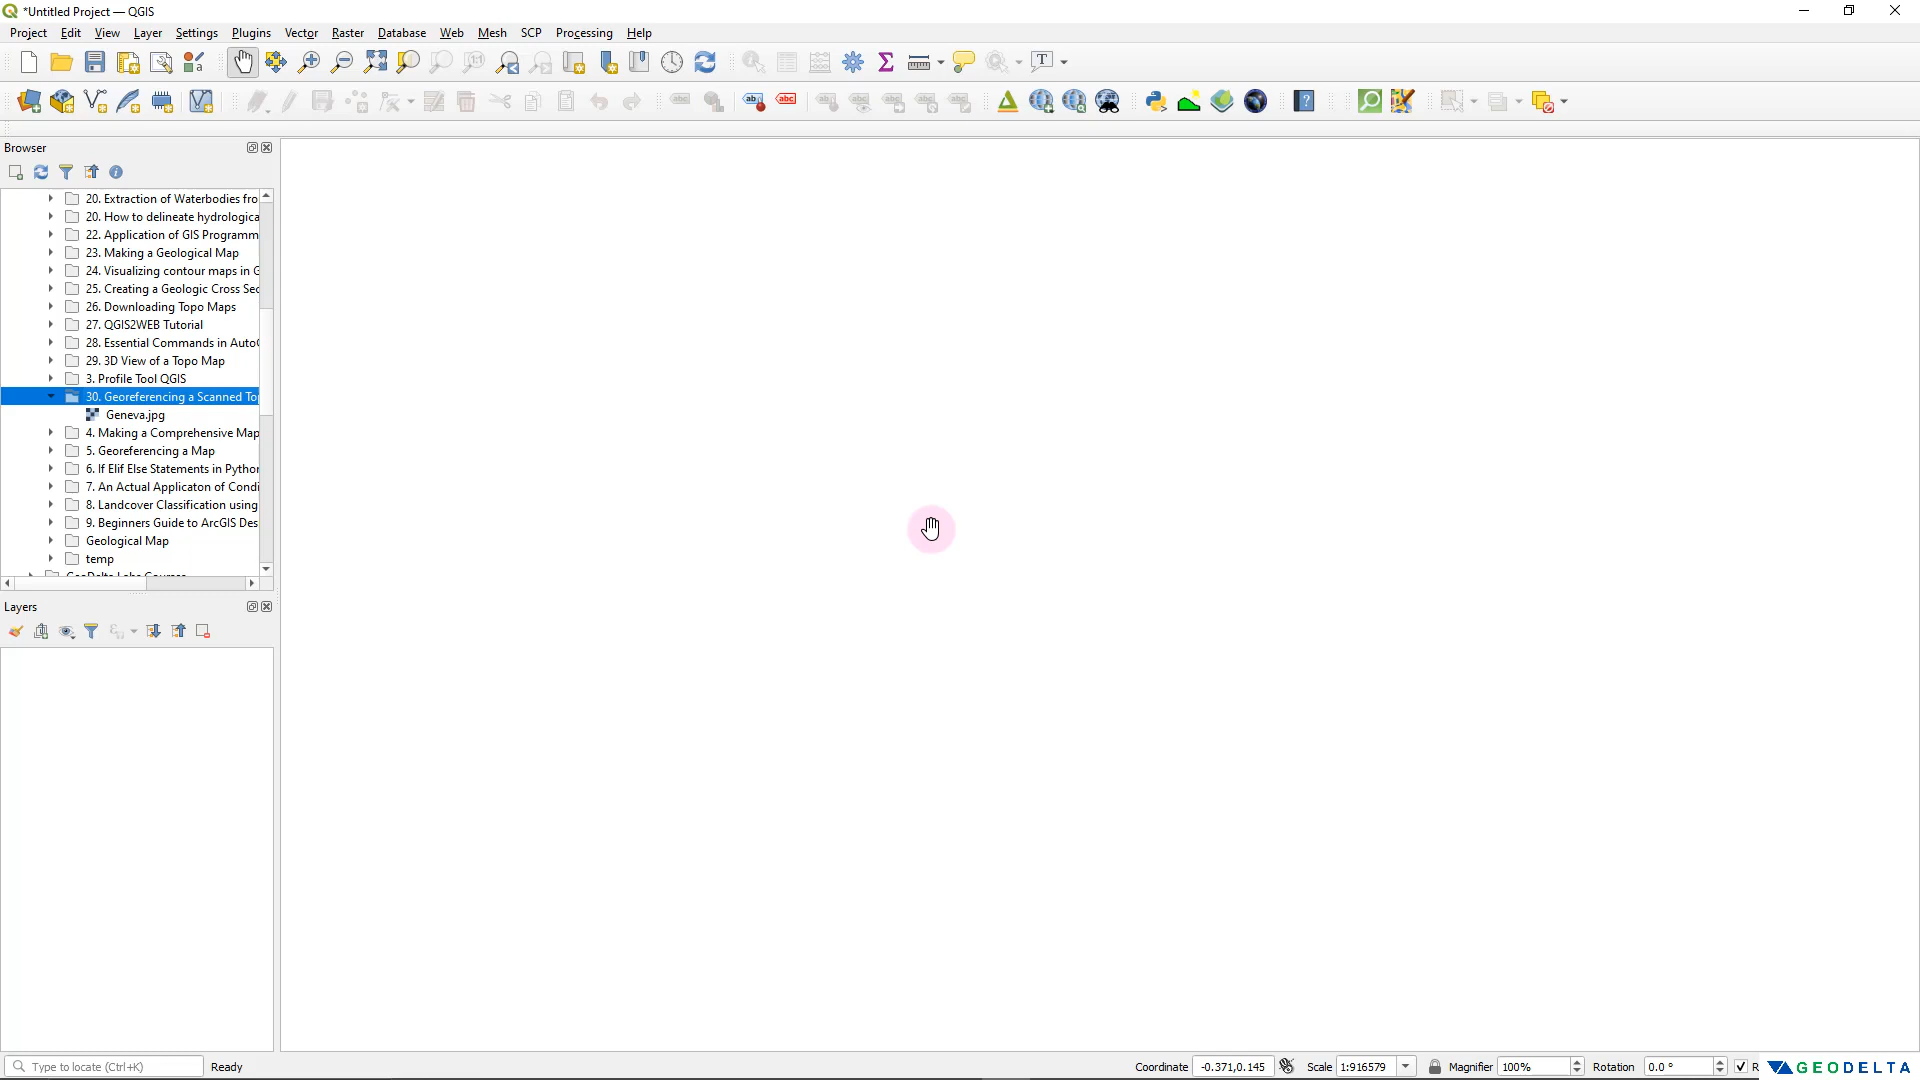 *Untitled Project — QGIS
Project Edit View Layer Settings Plugins Vector Raster Database Web Mesh SCP Processing Help
Browser
20. Extraction of Waterbodies fro
20. How to delineate hydrologica
22. Application of GIS Programm
23. Making a Geological Map
24. Visualizing contour maps in G
25. Creating a Geologic Cross Sec
26. Downloading Topo Maps
27. QGIS2WEB Tutorial
28. Essential Commands in Auto
29. 3D View of a Topo Map
3. Profile Tool QGIS
30. Georeferencing a Scanned To
Geneva.jpg
4. Making a Comprehensive Map
5. Georeferencing a Map
6. If Elif Else Statements in Pytho
7. An Actual Applicaton of Condi
8. Landcover Classification using
9. Beginners Guide to ArcGIS Des
Geological Map
temp
GeoDelta Labs Courses
Layers
Type to locate (Ctrl+K) Ready Coordinate -0.371,0.145 Scale 1:916579 Magnifier 100% Rotation 0.0 ° R GEODELTA